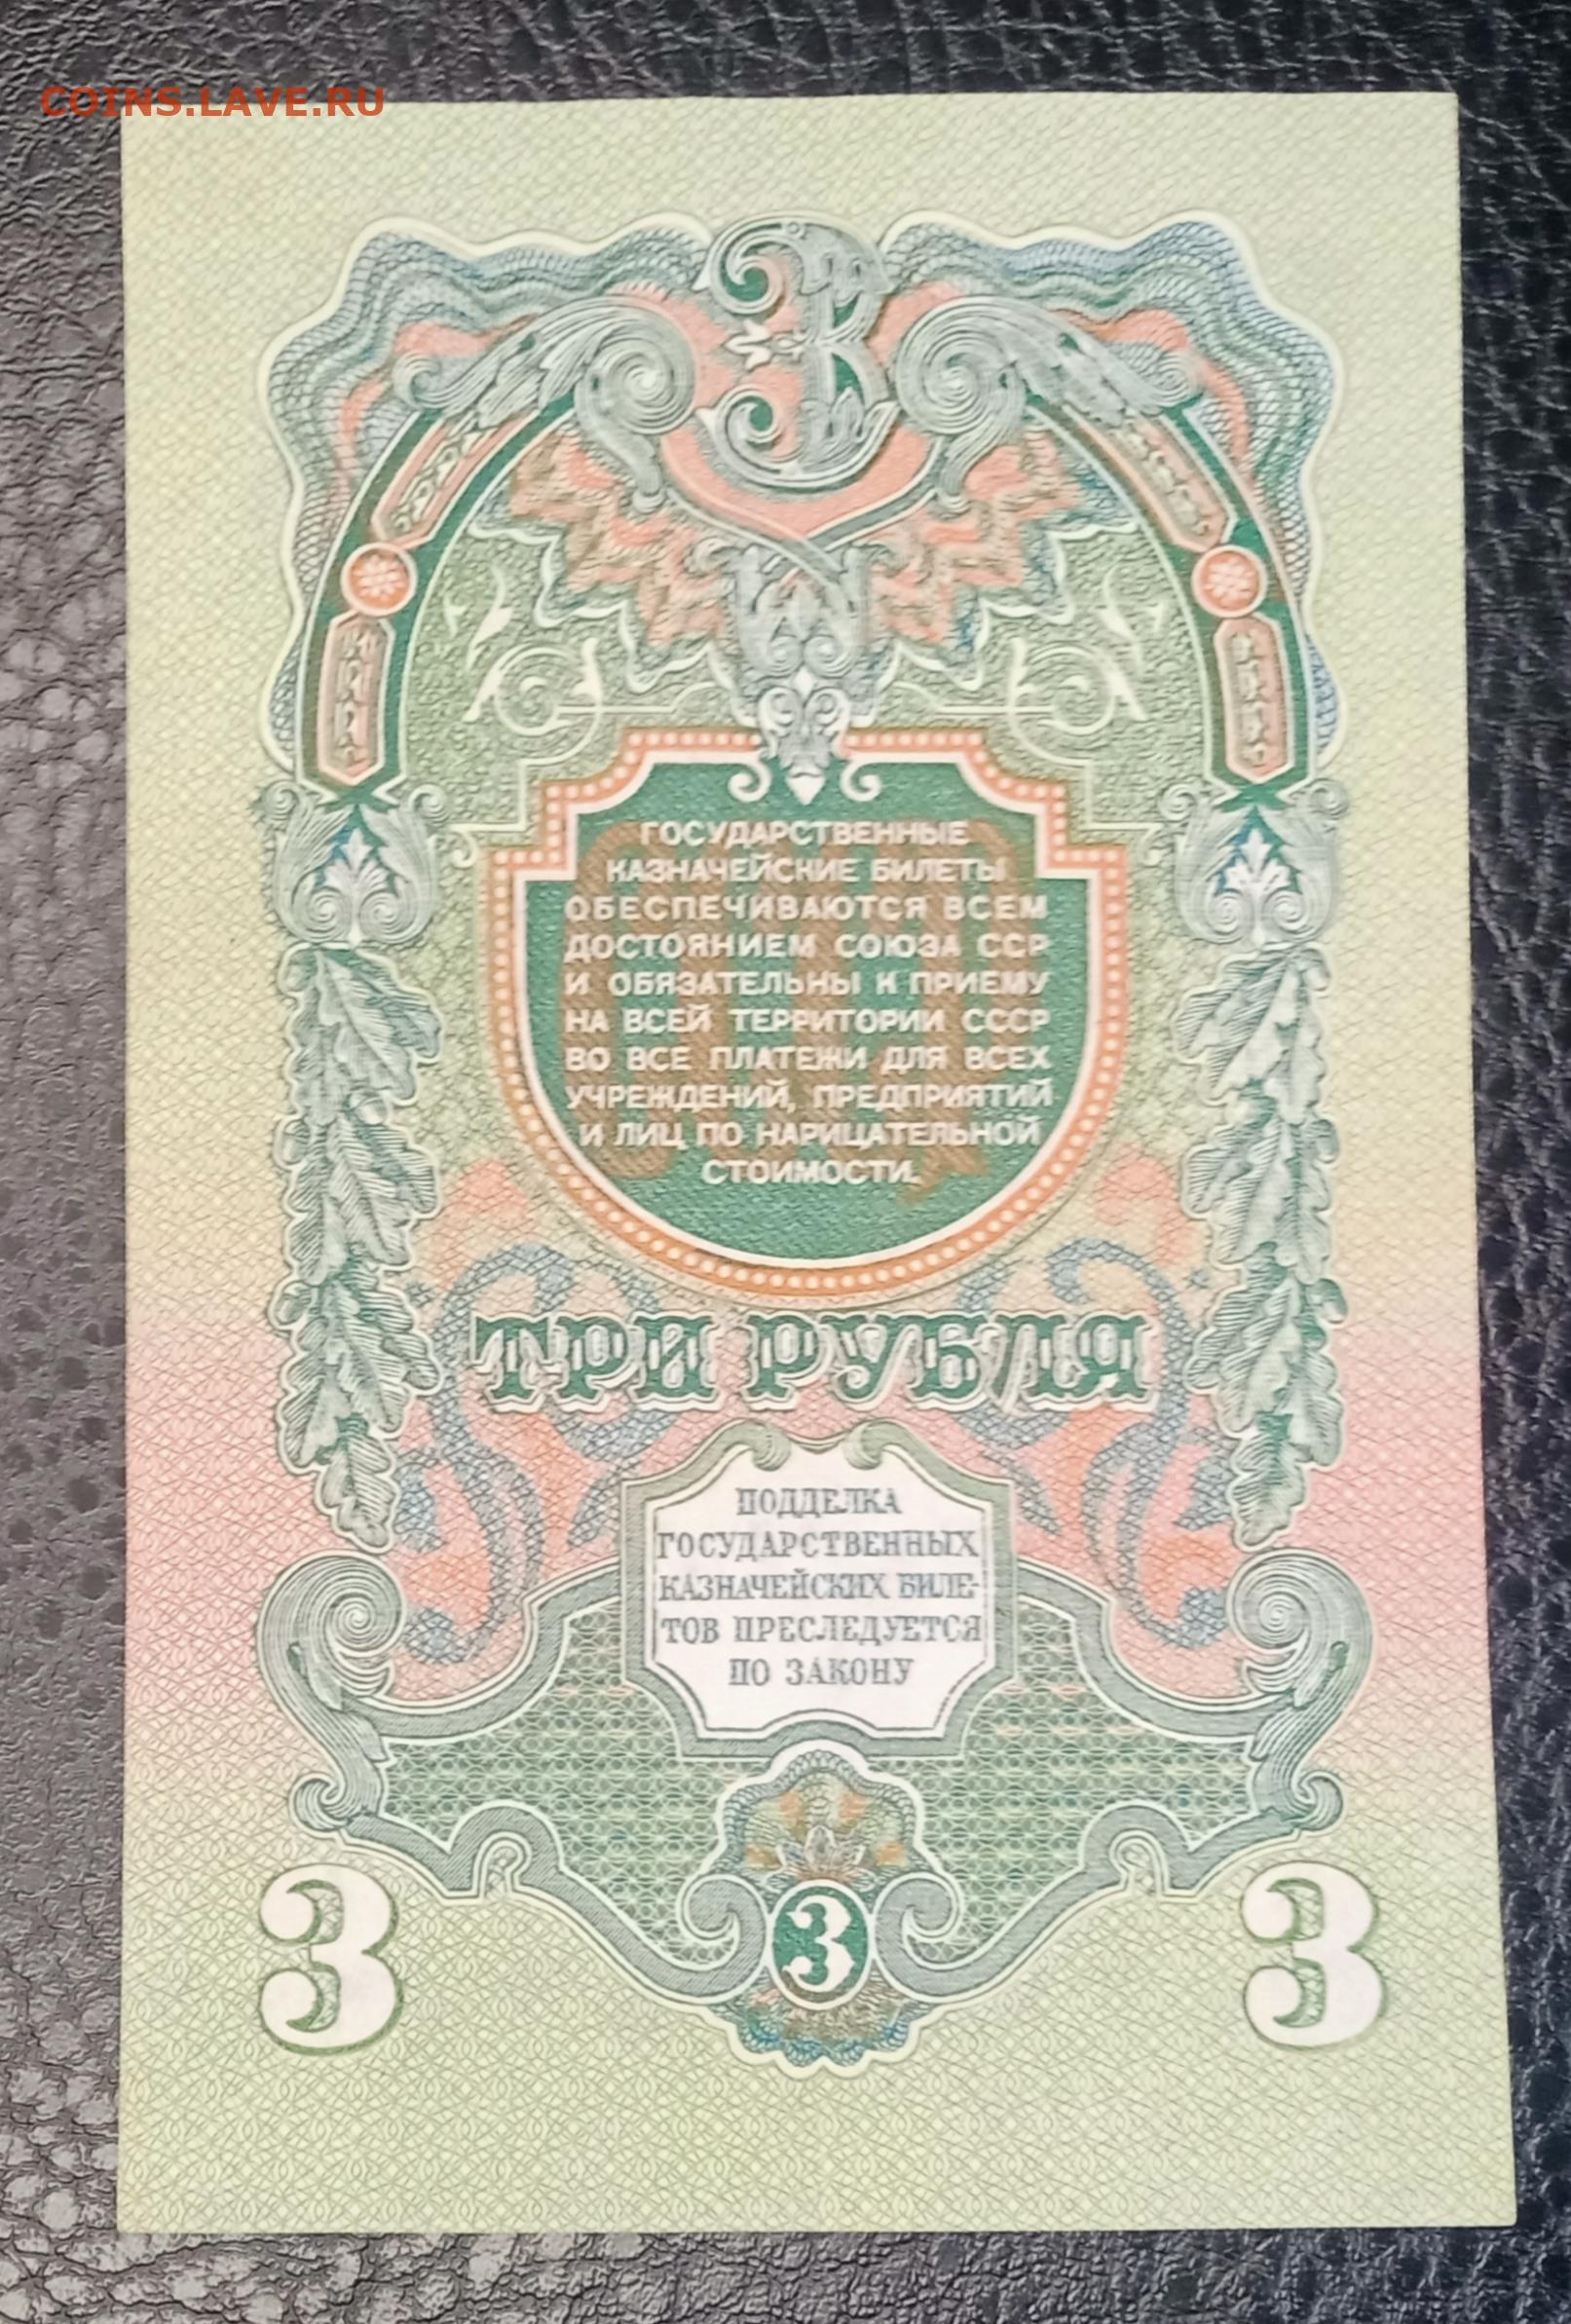 COINS.LAVE.RU
ГОСУДАРСТВЕННЫЕ
КАЗНАЧЕЙСКИЕ БИЛЕТЫ
ОБЕСПЕЧИВАЮТСЯ ВСЕМ
ДОСТОЯНИЕМ СОЮЗА ССР
И ОБЯЗАТЕЛЬНЫ К ПРИЕМУ
НА ВСЕЙ ТЕРРИТОРИИ СССР
ВО ВСЕ ПЛАТЕЖИ ДЛЯ ВСЕХ
УЧРЕЖДЕНИЙ, ПРЕДПРИЯТИЙ
И ЛИЦ ПО НАРИЦАТЕЛЬНОЙ
СТОИМОСТИ.
ТРИ РУБЛЯ
ПОДДЕЛКА
ГОСУДАРСТВЕННЫХ
КАЗНАЧЕЙСКИХ БИЛЕ-
ТОВ ПРЕСЛЕДУЕТСЯ
ПО ЗАКОНУ
3 3 3